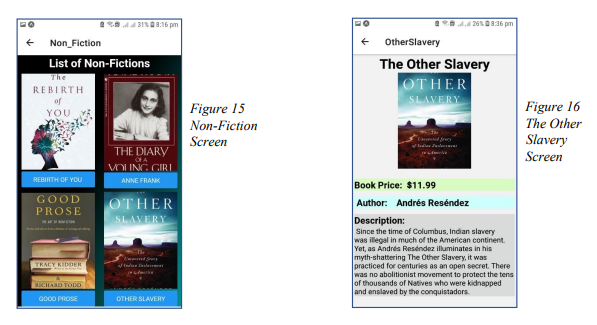 31% 8:16 pm
Non_Fiction
List of Non-Fictions
The
REBIRTH
of
YOU
THE DIARY
OF A
YOUNG GIRL
REBIRTH OF YOU
ANNE FRANK
GOOD
PROSE
THE ART OF NONFICTION
TRACY KIDDER
RICHARD TODD
OTHER
SLAVERY
The
Uncovered Story
of Indian Enslavement
in America
GOOD PROSE
OTHER SLAVERY
Figure 15
Non-Fiction
Screen
26% 8:36 pm
OtherSlavery
The Other Slavery
OTHER
SLAVERY
The
Uncovered Story
of Indian Enslavement
in America
Book Price: $11.99
Author: Andrés Reséndez
Description:
Since the time of Columbus, Indian slavery
was illegal in much of the American continent.
Yet, as Andrés Reséndez illuminates in his
myth-shattering The Other Slavery, it was
practiced for centuries as an open secret. There
was no abolitionist movement to protect the tens
of thousands of Natives who were kidnapped
and enslaved by the conquistadors.
Figure 16
The Other
Slavery
Screen